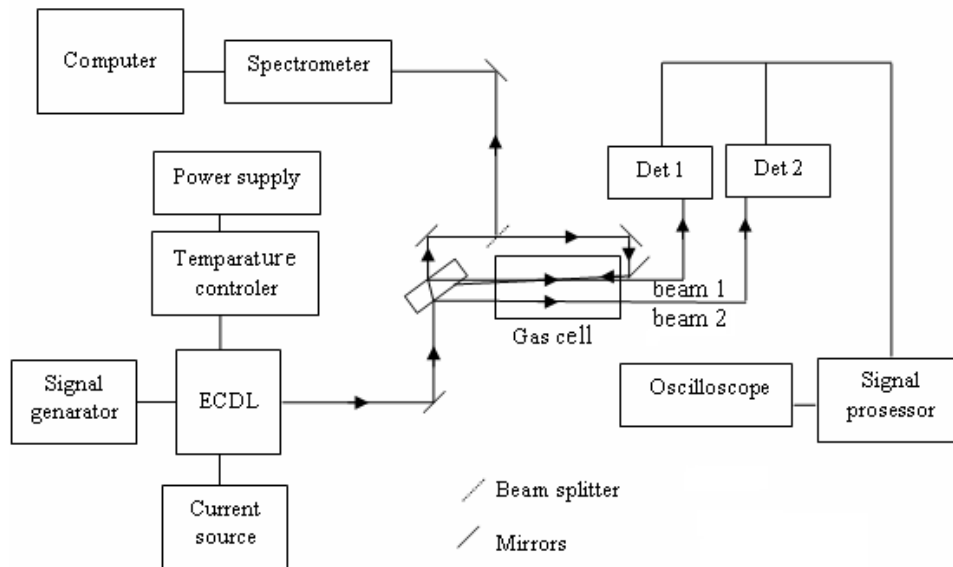 Computer
Spectrometer
Det 1
Det 2
Power supply
Temparature
controler
beam 1
beam 2
Gas cell
Signal
genarator
ECDL
Oscilloscope
Signal
prosessor
Current
source
Beam splitter
Mirrors